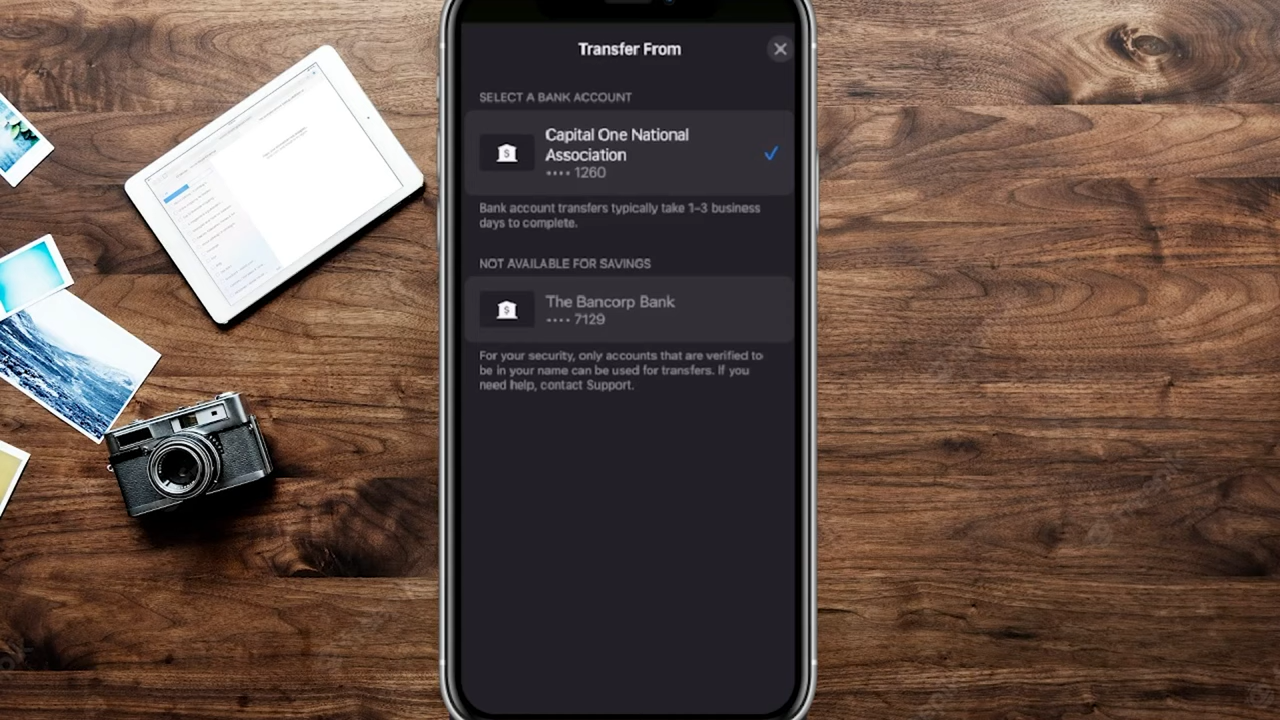 Transfer From
SELECT A BANK ACCOUNT
Capital One National
Association
•••• 1260
Bank account transfers typically take 1–3 business
days to complete.
NOT AVAILABLE FOR SAVINGS
The Bancorp Bank
•••• 7129
For your security, only accounts that are verified to
be in your name can be used for transfers. If you
need help, contact Support.